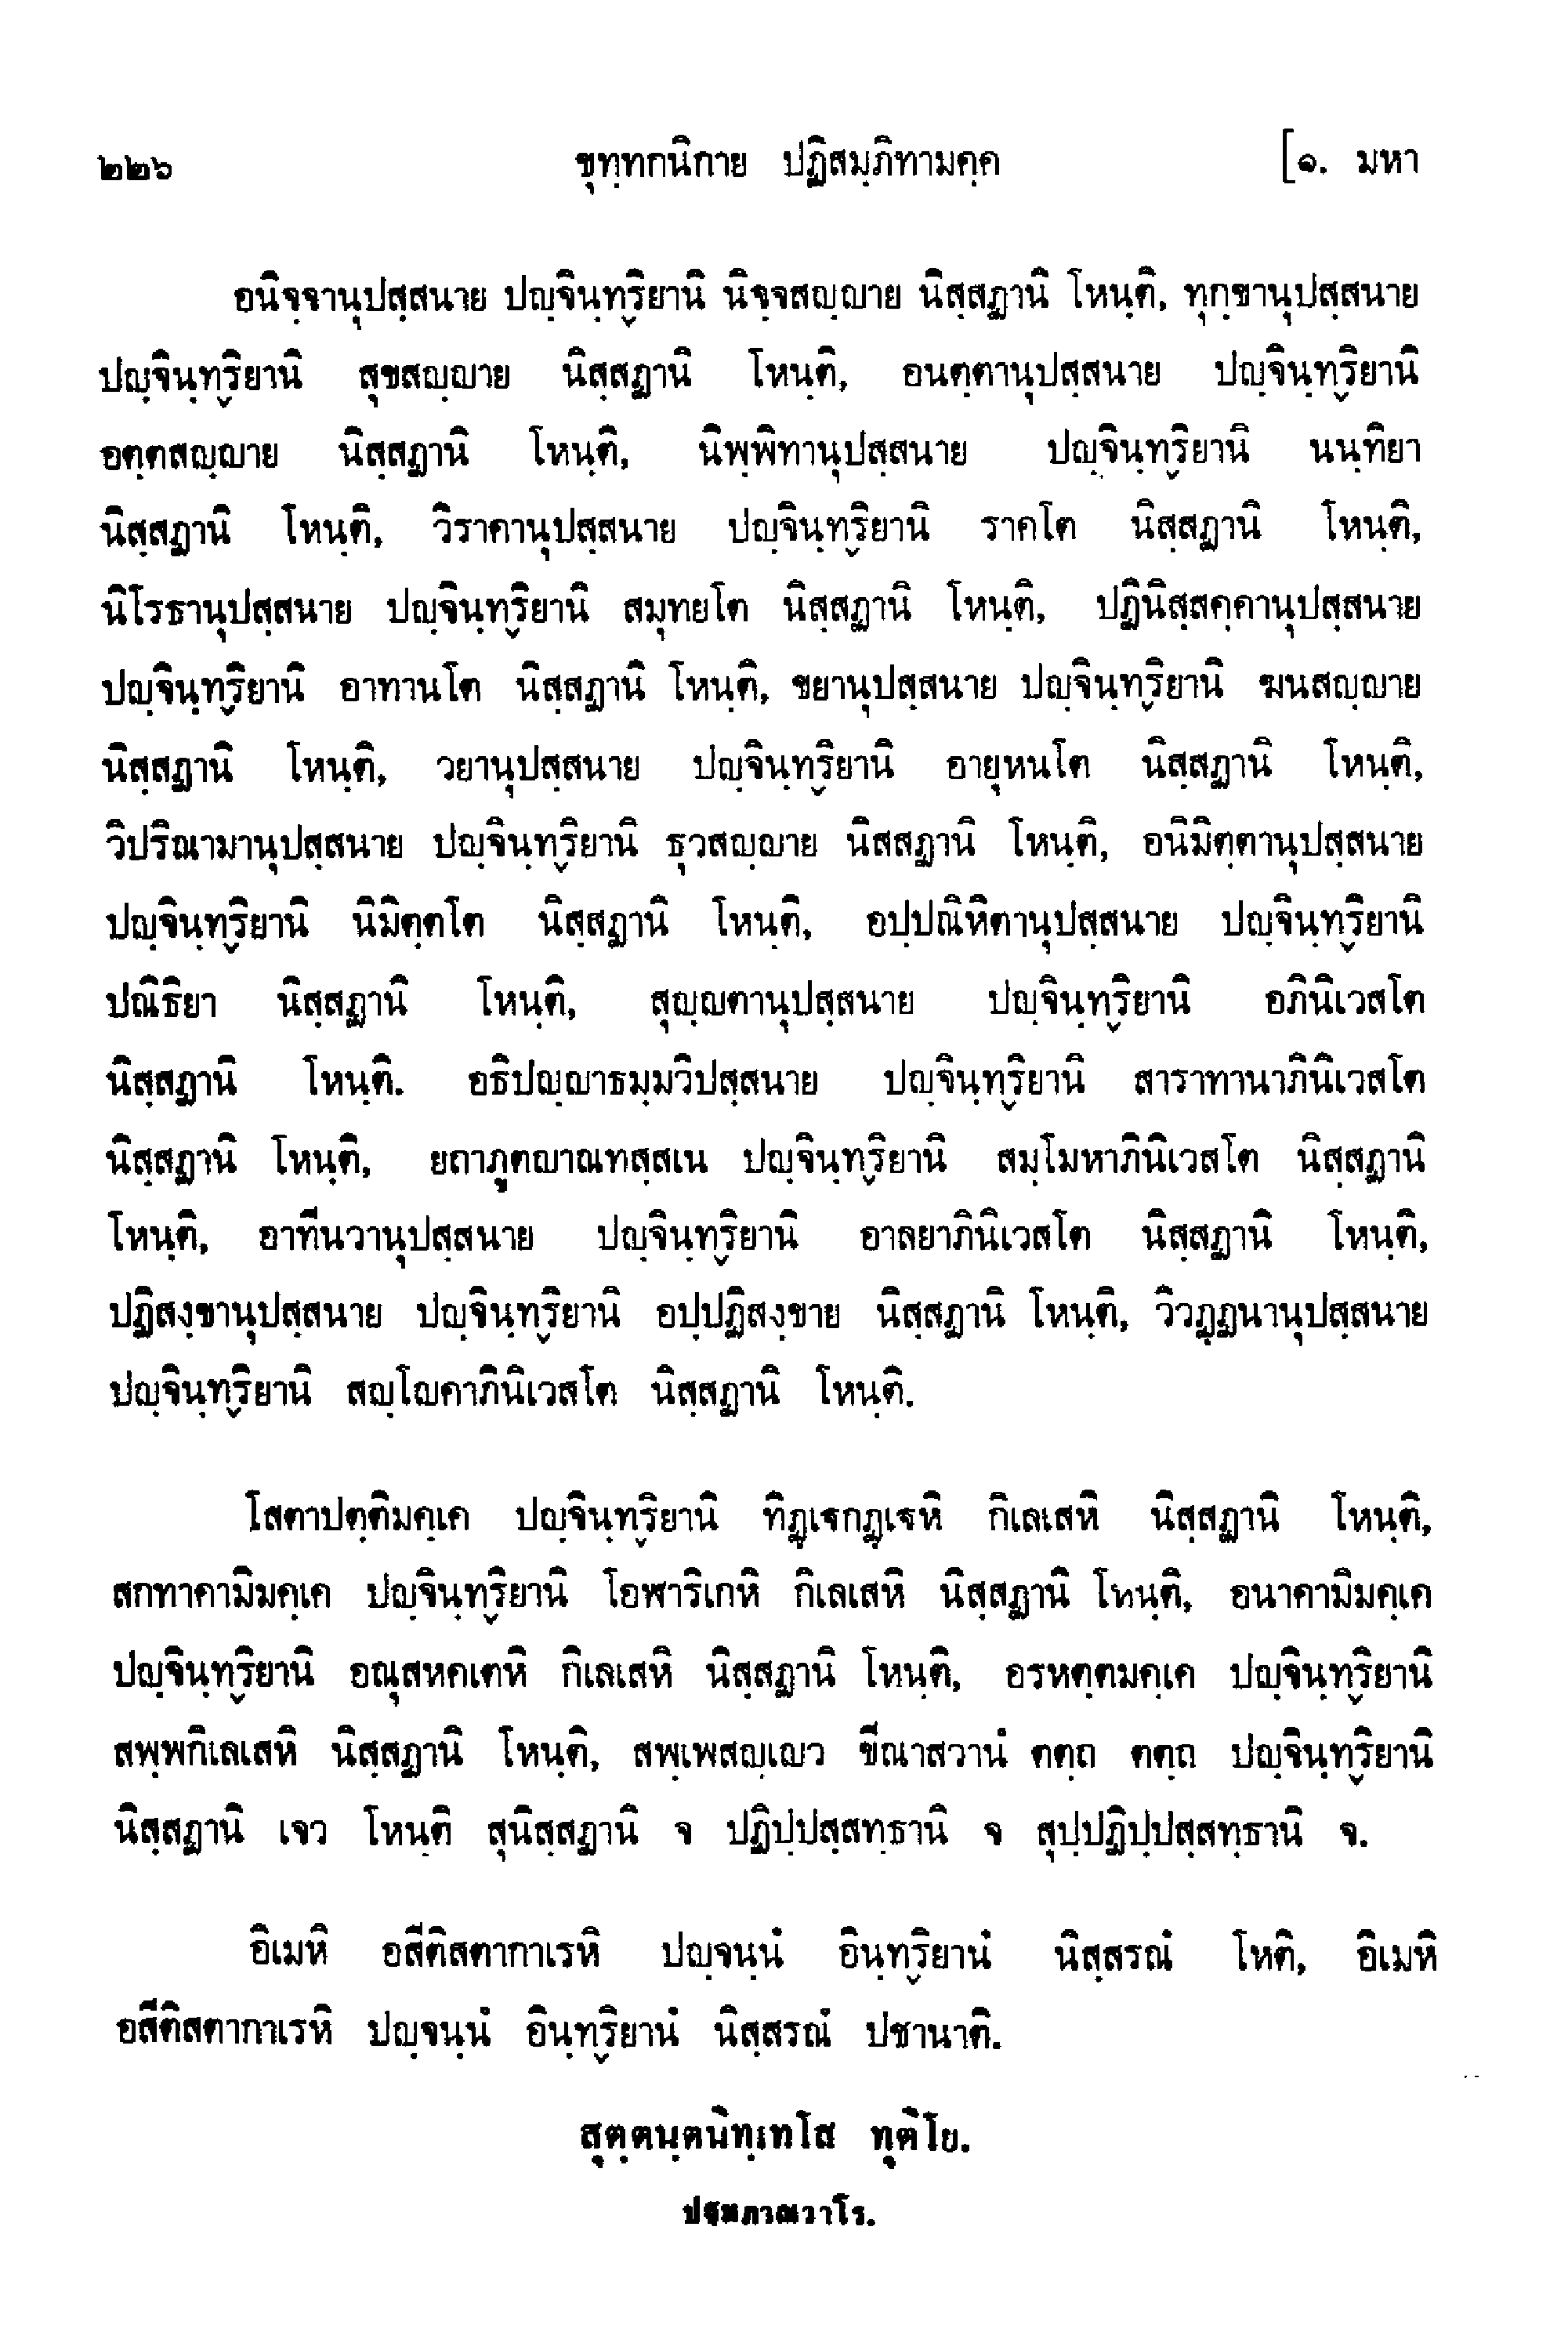 ๒๒๖ ขุทฺทกนิกาย ปฏิสมฺภิทามคฺค [๑. มหา
อนิจฺจานุปสฺสนาย ปญฺจินฺทฺริยานิ นิจฺจสญฺญาย นิสฺสฏานิ โหนฺติ, ทุกฺขานุปสฺสนาย
ปญฺจินฺทฺริยานิ สุขสญฺญาย นิสฺสฏานิ โหนฺติ, อนตฺตานุปสฺสนาย ปญฺจินฺทฺริยานิ
อตฺตสญฺญาย นิสฺสฏานิ โหนฺติ, นิพฺพิทานุปสฺสนาย ปญฺจินฺทฺริยานิ นนฺทิยา
นิสฺสฏานิ โหนฺติ, วิราคานุปสฺสนาย ปญฺจินฺทฺริยานิ ราคโต นิสฺสฏานิ โหนฺติ,
นิโรธานุปสฺสนาย ปญฺจินฺทฺริยานิ สมุทยโต นิสฺสฏานิ โหนฺติ, ปฏินิสฺสคฺคานุปสฺสนาย
ปญฺจินฺทฺริยานิ อาทานโต นิสฺสฏานิ โหนฺติ, ขยานุปสฺสนาย ปญฺจินฺทฺริยานิ ฆนสญฺญาย
นิสฺสฏานิ โหนฺติ, วยานุปสฺสนาย ปญฺจินฺทฺริยานิ อายุหนโต นิสฺสฏานิ โหนฺติ,
วิปริณามานุปสฺสนาย ปญฺจินฺทฺริยานิ ธุวสญฺญาย นิสสฏานิ โหนฺติ, อนิมิตฺตานุปสฺสนาย
ปญฺจินฺทฺริยานิ นิมิตฺตโต นิสฺสฏานิ โหนฺติ, อปฺปณิหิตานุปสฺสนาย ปญฺจินฺทฺริยานิ
ปณิธิยา นิสฺสฏานิ โหนฺติ, สุญฺญตานุปสฺสนาย ปญฺจินฺทฺริยานิ อภินิเวสโต
นิสฺสฏานิ โหนฺติ. อธิปญฺญาธมฺมวิปสฺสนาย ปญฺจินฺทฺริยานิ สาราทานาภินิเวสโต
นิสฺสฏานิ โหนฺติ, ยถาภูตญาณทสฺสเน ปญฺจินฺทฺริยานิ สมฺโมหาภินิเวสโต นิสฺสฏานิ
โหนฺติ, อาทีนวานุปสฺสนาย ปญฺจินฺทฺริยานิ อาลยาภินิเวสโต นิสฺสฏานิ โหนฺติ,
ปฏิสงฺขานุปสฺสนาย ปญฺจินฺทฺริยานิ อปฺปฏิสงฺขาย นิสฺสฏานิ โหนฺติ, วิวฏฺฏนานุปสฺสนาย
ปญฺจินฺทฺริยานิ สญฺโญคาภินิเวสโต นิสฺสฏานิ โหนฺติ.
โสตาปตฺติมคฺเค ปญฺจินฺทฺริยานิ ทิฏฺเฐกฏฺเฐหิ กิเลเสหิ นิสฺสฏานิ โหนฺติ,
สกทาคามิมคฺเค ปญฺจินฺทฺริยานิ โอฬาริเกหิ กิเลเสหิ นิสฺสฏานิ โหนฺติ, อนาคามิมคฺเค
ปญฺจินฺทฺริยานิ อณุสหคเตหิ กิเลเสหิ นิสฺสฏานิ โหนฺติ, อรหตฺตมคฺเค ปญฺจินฺทฺริยานิ
สพฺพกิเลเสหิ นิสฺสฏานิ โหนฺติ, สพฺเพสญฺเญว ขีณาสวานํ ตตฺถ ตตฺถ ปญฺจินฺทฺริยานิ
นิสฺสฏานิ เจว โหนฺติ สุนิสฺสฏานิ จ ปฏิปฺปสฺสทฺธานิ จ สุปฺปฏิปฺปสฺสทฺธานิ จ.
อิเมหิ อสีติสตากาเรหิ ปญฺจนฺนํ อินฺทฺริยานํ นิสฺสรณํ โหติ, อิเมหิ
อสีติสตากาเรหิ ปญฺจนฺนํ อินฺทฺริยานํ นิสฺสรณํ ปชานาติ.
สุตฺตนฺตนิทฺเทโส ทุติโย.
ปฐมภาณวาโร.